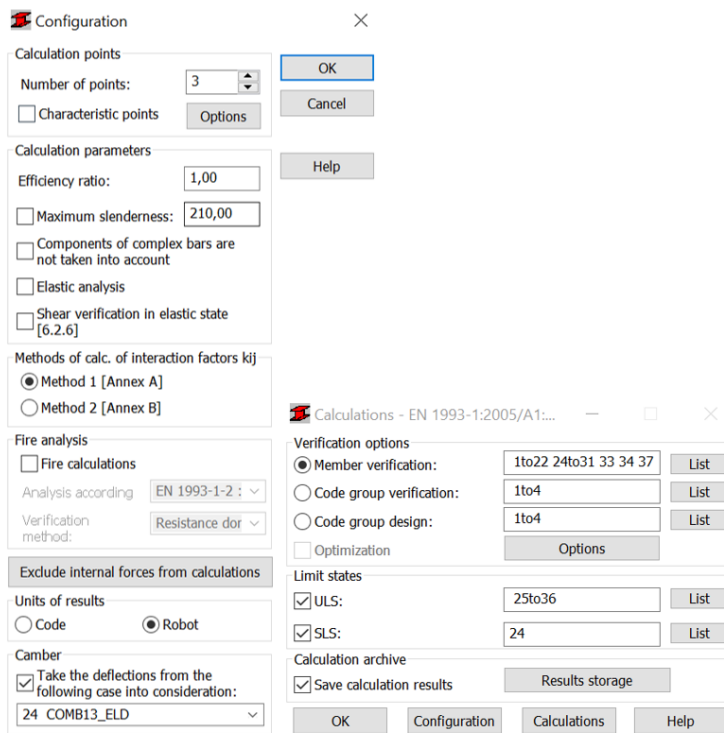 Configuration
Calculation points
Number of points: 3
Characteristic points Options
Calculation parameters
Efficiency ratio: 1,00
Maximum slenderness: 210,00
Components of complex bars are
not taken into account
Elastic analysis
Shear verification in elastic state
[6.2.6]
Methods of calc. of interaction factors kij
Method 1 [Annex A]
Method 2 [Annex B]
Fire analysis
Fire calculations
Analysis according EN 1993-1-2 :
Verification
method:
Resistance dor
Exclude internal forces from calculations
Units of results
Code Robot
Camber
Take the deflections from the
following case into consideration:
24 COMB13_ELD
OK
Cancel
Help
Calculations - EN 1993-1:2005/A1:...
Verification options
Member verification: 1to22 24to31 33 34 37 List
Code group verification: 1to4 List
Code group design: 1to4 List
Optimization Options
Limit states
ULS: 25to36 List
SLS: 24 List
Calculation archive
Save calculation results Results storage
OK Configuration Calculations Help